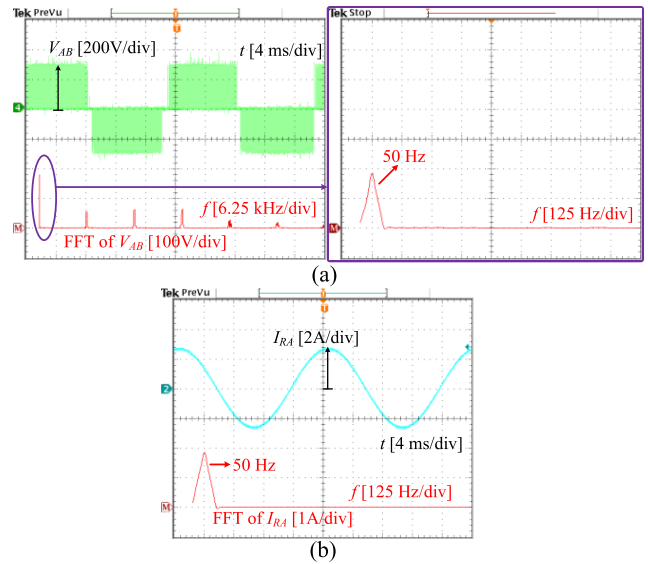 Tek PreVu
V_AB [200V/div]
t [4 ms/div]
4
50 Hz
f [6.25 kHz/div]
M
FFT of V_AB [100V/div]
Tek Stop
50 Hz
f [125 Hz/div]
M
(a)
Tek PreVu
I_RA [2A/div]
2
t [4 ms/div]
50 Hz
f [125 Hz/div]
M
FFT of I_RA [1A/div]
(b)